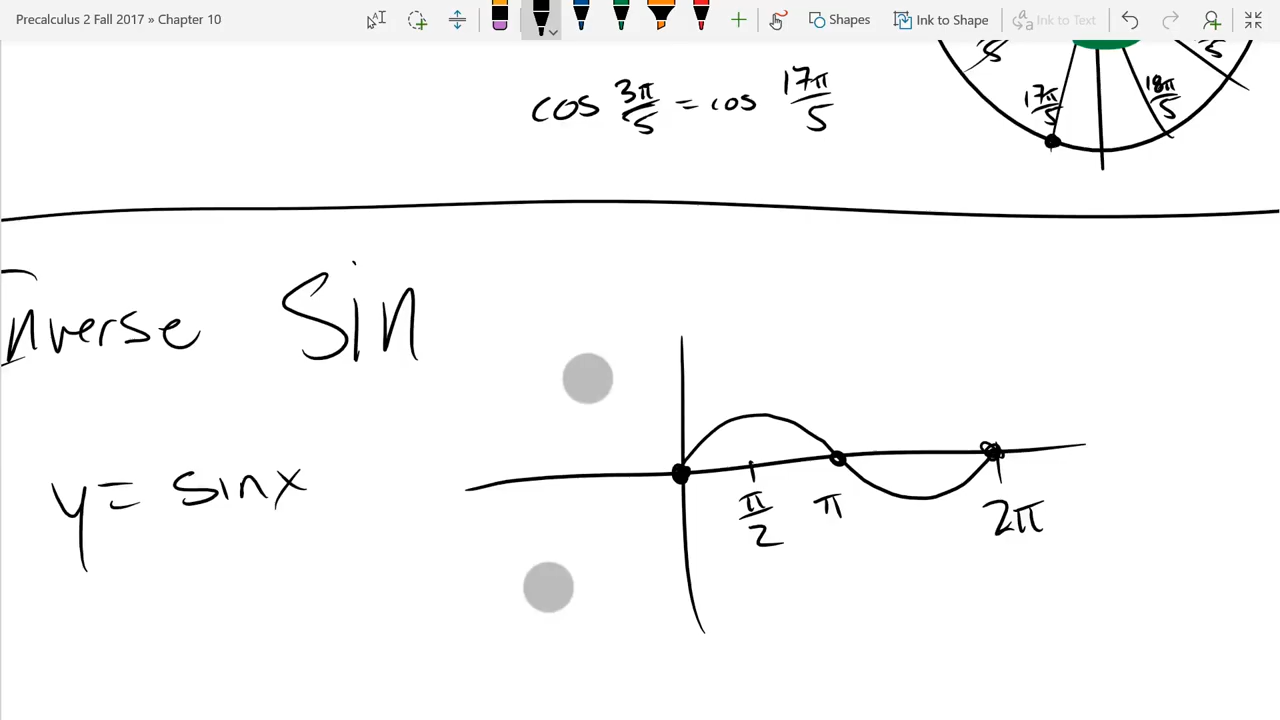 Precalculus 2 Fall 2017 » Chapter 10
Shapes
Ink to Shape
Ink to Text
cos 3π/5 = cos 17π/5
17π/5
18π/5
Inverse Sin
y = sinx
π/2
π
2π